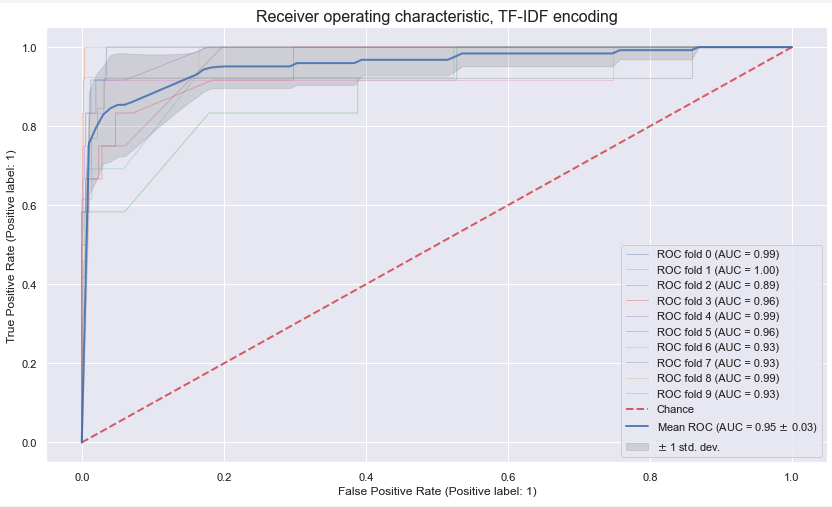 Receiver operating characteristic, TF-IDF encoding
1.0
0.8
0.6
0.4
0.2
0.0
True Positive Rate (Positive label: 1)
ROC fold 0 (AUC = 0.99)
ROC fold 1 (AUC = 1.00)
ROC fold 2 (AUC = 0.89)
ROC fold 3 (AUC = 0.96)
ROC fold 4 (AUC = 0.99)
ROC fold 5 (AUC = 0.96)
ROC fold 6 (AUC = 0.93)
ROC fold 7 (AUC = 0.93)
ROC fold 8 (AUC = 0.99)
ROC fold 9 (AUC = 0.93)
Chance
Mean ROC (AUC = 0.95 ± 0.03)
± 1 std. dev.
0.0 0.2 0.4 0.6 0.8 1.0
False Positive Rate (Positive label: 1)